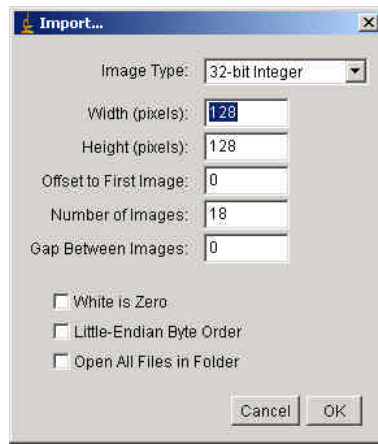 Import...
Image Type: 32-bit Integer
Width (pixels): 128
Height (pixels): 128
Offset to First Image: 0
Number of Images: 18
Gap Between Images: 0
White is Zero
Little-Endian Byte Order
Open All Files in Folder
Cancel OK